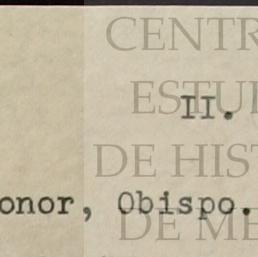 CENTR
ESTU
II.
DE HIST
onor, Obispo.
DE ME